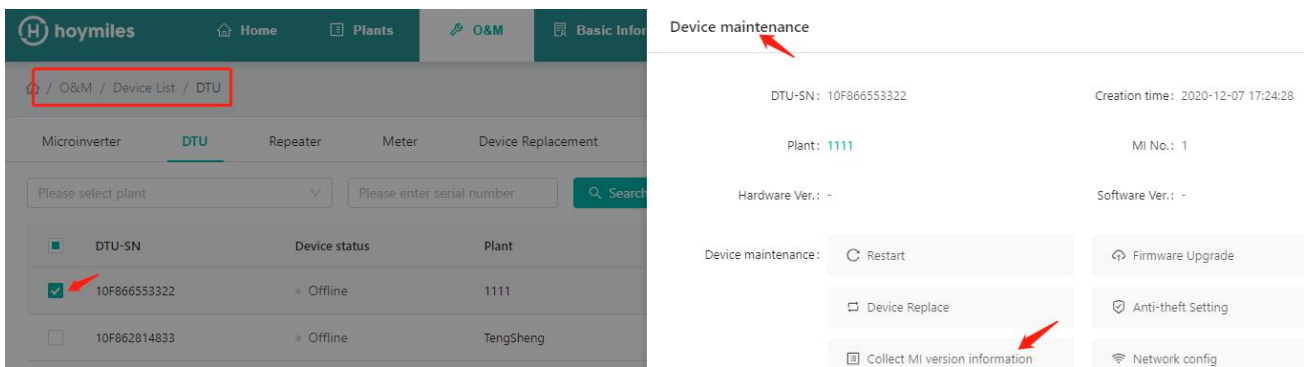 hoymiles
Home
Plants
O&M
Basic Infor
/ O&M / Device List / DTU
Microinverter
DTU
Repeater
Meter
Device Replacement
Please select plant
Please enter serial number
Search
DTU-SN
Device status
Plant
10F866553322
Offline
1111
10F862814833
Offline
TengSheng
Device maintenance
DTU-SN: 10F866553322
Creation time: 2020-12-07 17:24:28
Plant: 1111
MI No.: 1
Hardware Ver.: -
Software Ver.: -
Device maintenance:
Restart
Firmware Upgrade
Device Replace
Anti-theft Setting
Collect MI version information
Network config